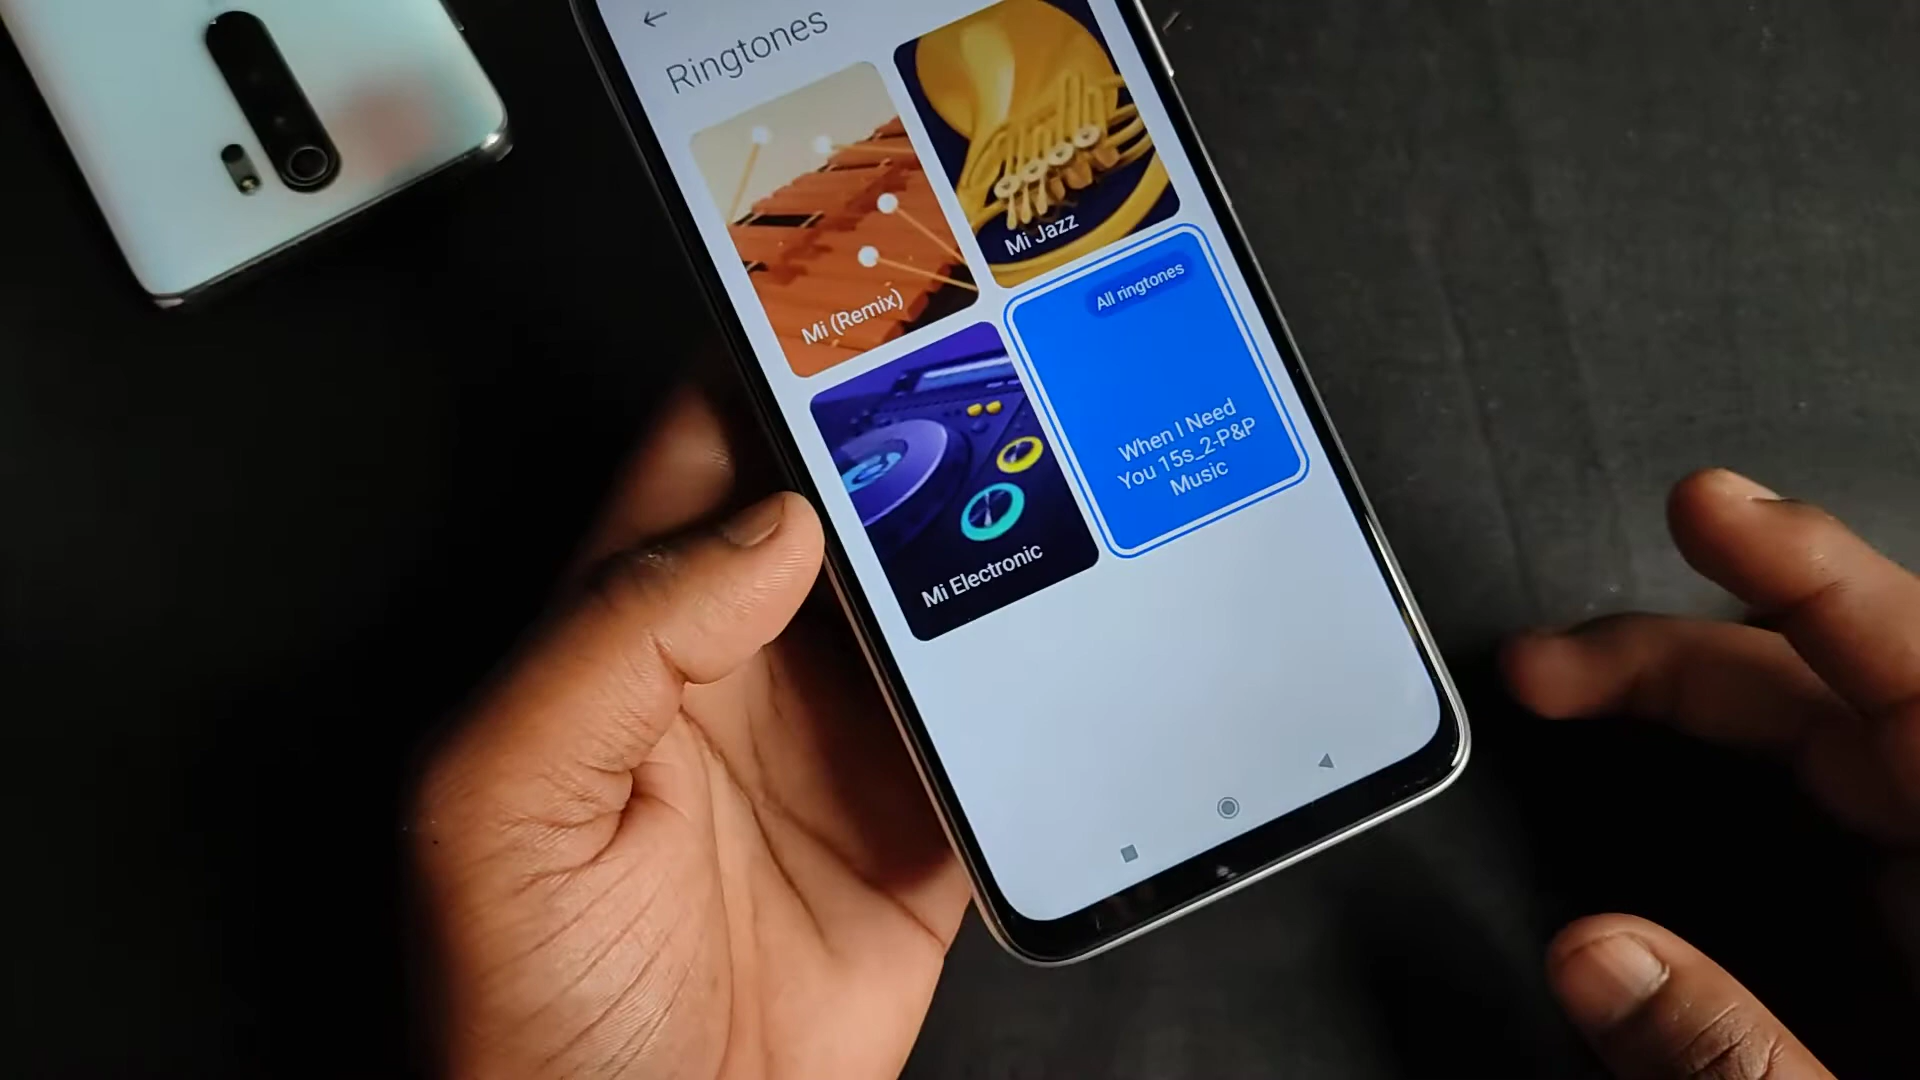 Ringtones
Mi (Remix)
Mi Jazz
Mi Electronic
All ringtones
When I Need
You 15s_2-P&P
Music